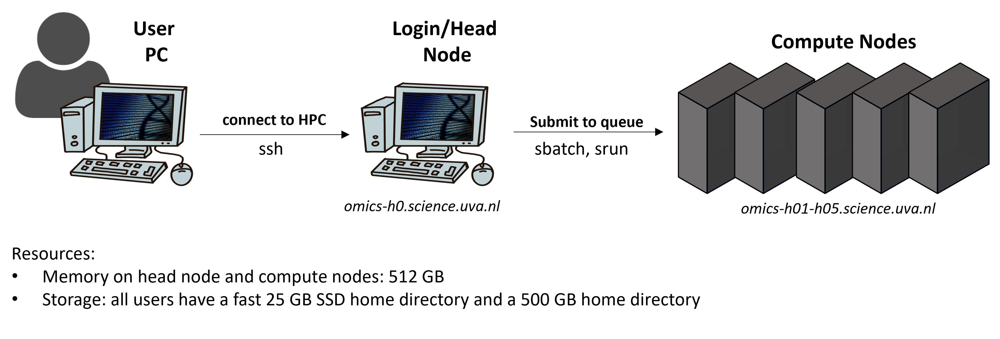 User
PC
Login/Head
Node
Compute Nodes
connect to HPC
ssh
Submit to queue
sbatch, srun
omics-h0.science.uva.nl
omics-h01-h05.science.uva.nl
Resources:
• Memory on head node and compute nodes: 512 GB
• Storage: all users have a fast 25 GB SSD home directory and a 500 GB home directory